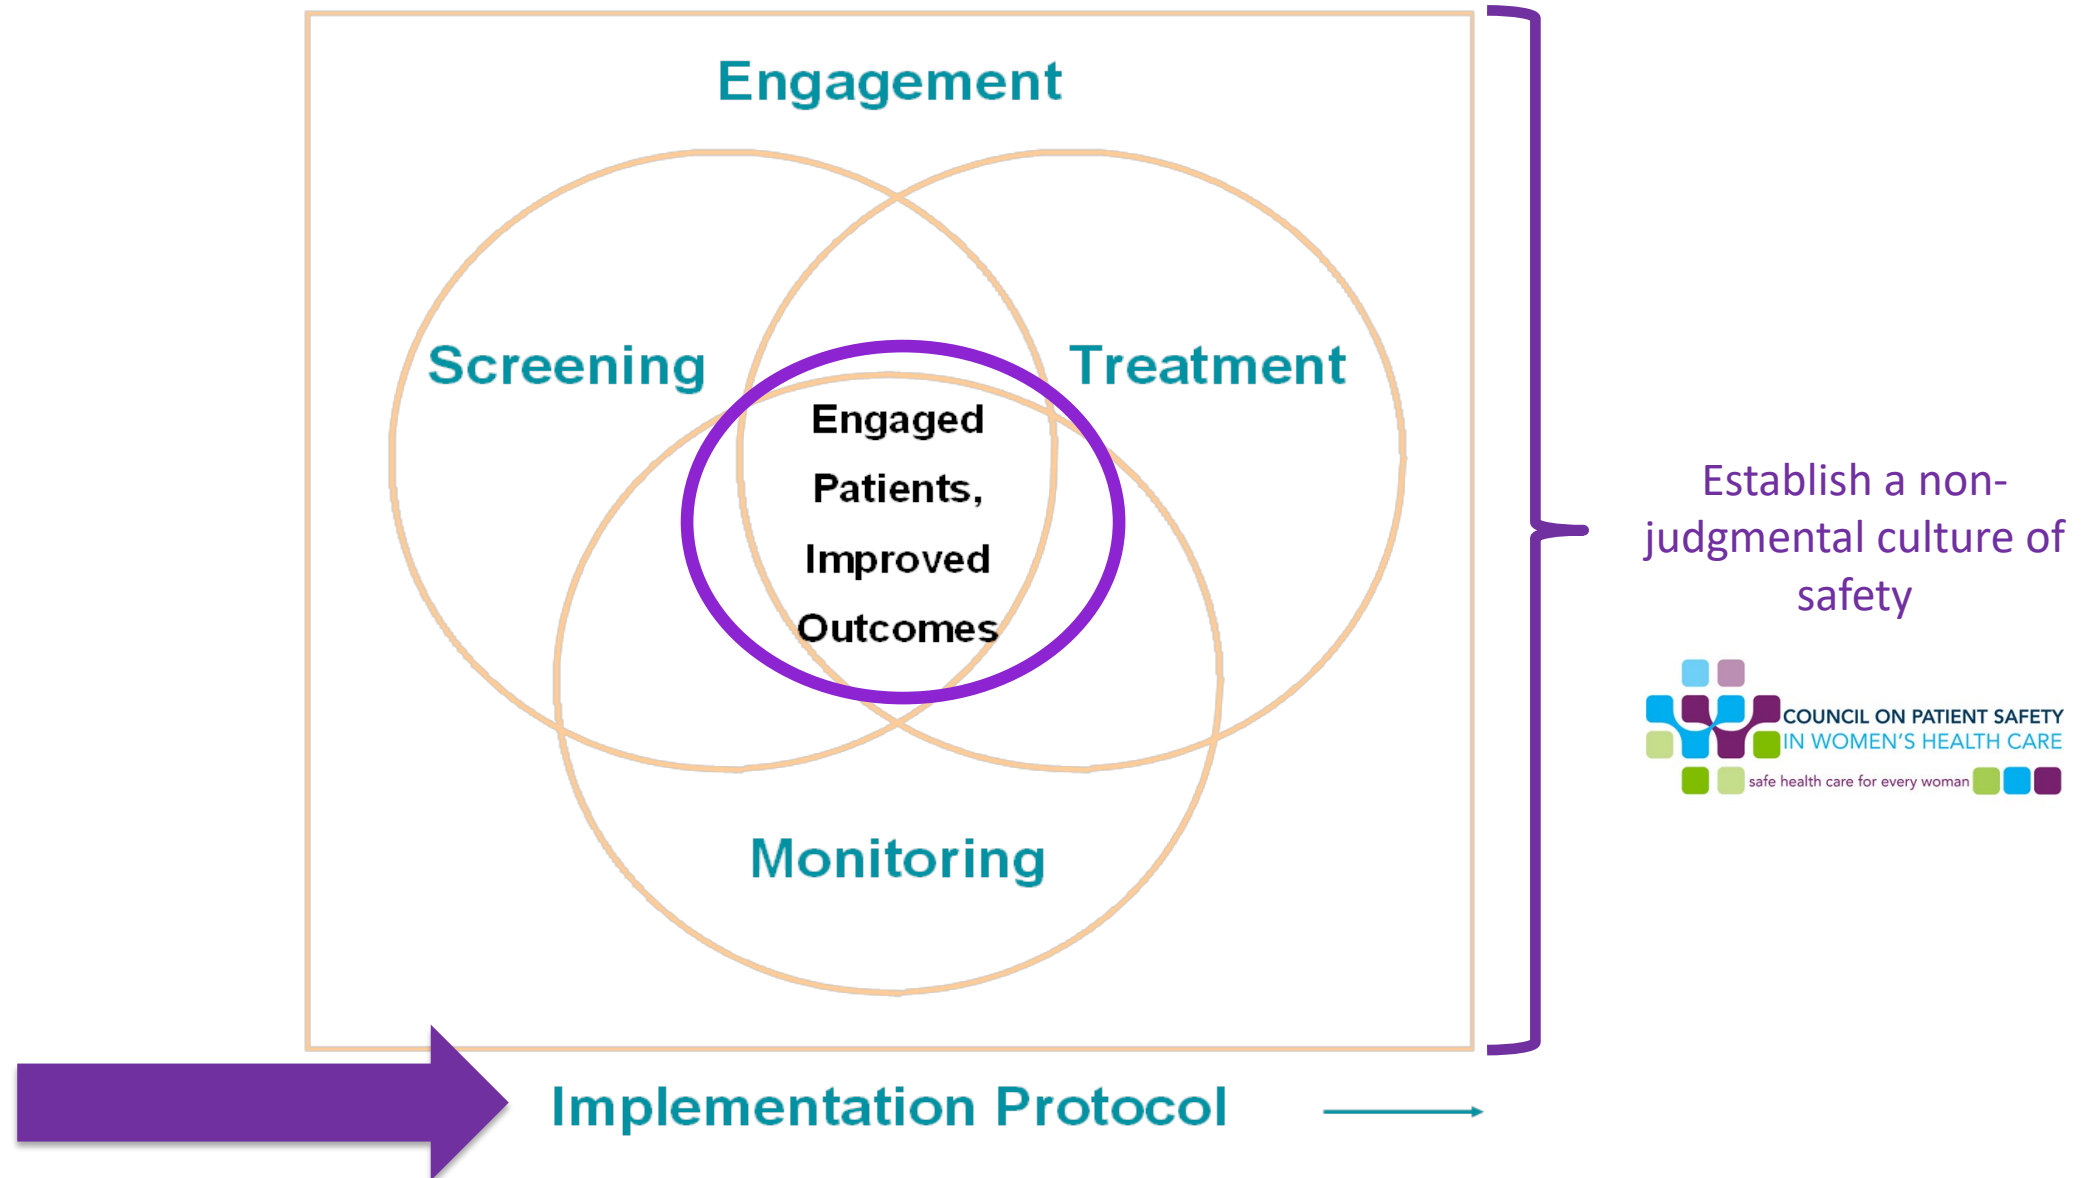 Engagement
Screening
Treatment
Engaged
Patients,
Improved
Outcomes
Monitoring
Implementation Protocol
Establish a non-
judgmental culture of
safety
COUNCIL ON PATIENT SAFETY
IN WOMEN'S HEALTH CARE
safe health care for every woman